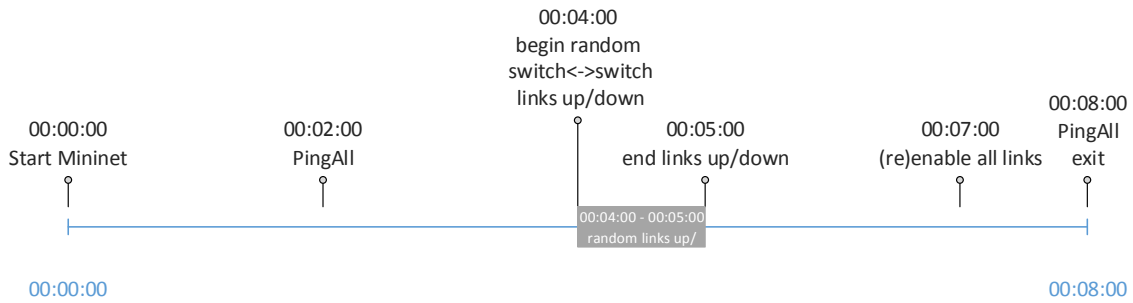 00:04:00
begin random
switch<->switch
links up/down
00:00:00
Start Mininet
00:02:00
PingAll
00:05:00
end links up/down
00:07:00
(re)enable all links
00:08:00
PingAll
exit
00:04:00 - 00:05:00
random links up/
00:00:00
00:08:00